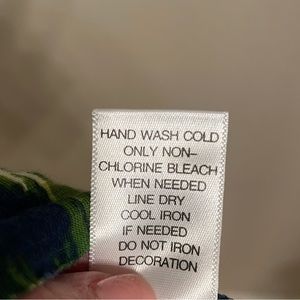 HAND WASH COLD
ONLY NON-
CHLORINE BLEACH
WHEN NEEDED
LINE DRY
COOL IRON
IF NEEDED
DO NOT IRON
DECORATION